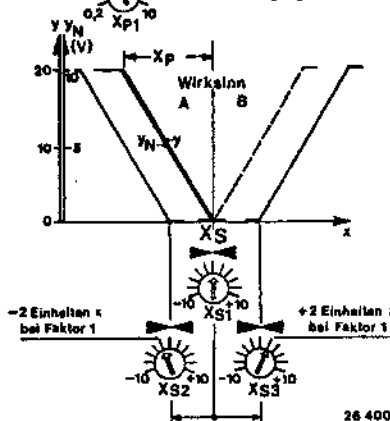 0,2 10
XP1
y yN
(V)
XP
20 10
Wirksinn
A B
yN y
10 5
0
XS
x
-10 +10
XS1
-2 Einheiten x
bei Faktor 1
+2 Einheiten
bei Faktor 1
-10 +10
XS2
-10 +10
XS3
26 400